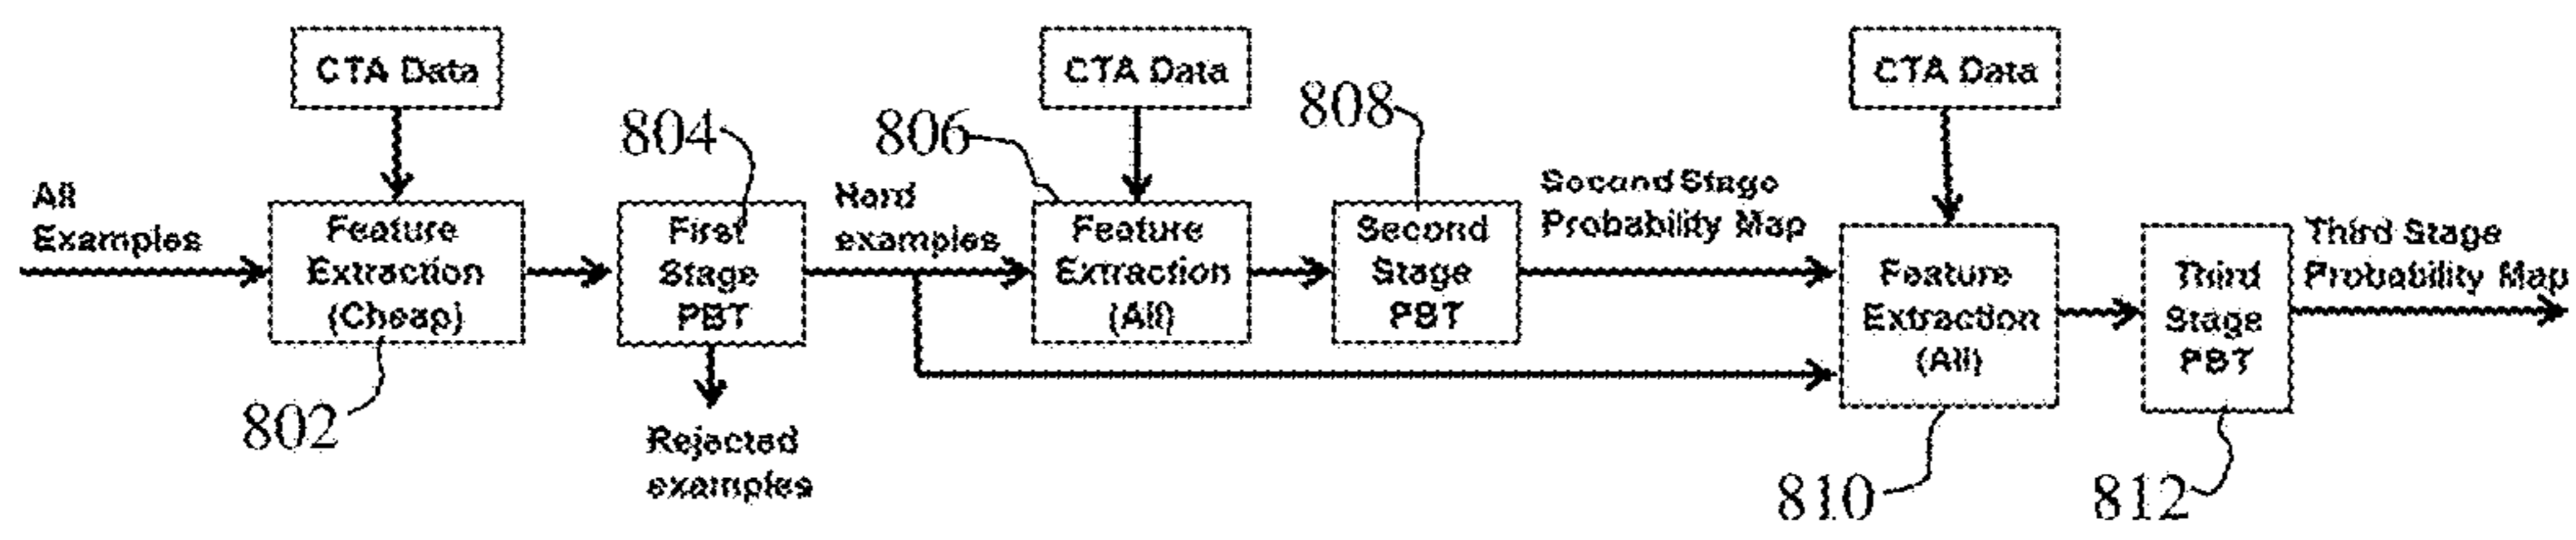 CTA Data
CTA Data
CTA Data
808
804
806
All
Examples
Hard
examples
Second Stage
Probability Map
Third Stage
Probability Map
Feature
Extraction
(Cheap)
First
Stage
PBT
Feature
Extraction
(All)
Second
Stage
PBT
Feature
Extraction
(All)
Third
Stage
PBT
802
Rejected
examples
810
812